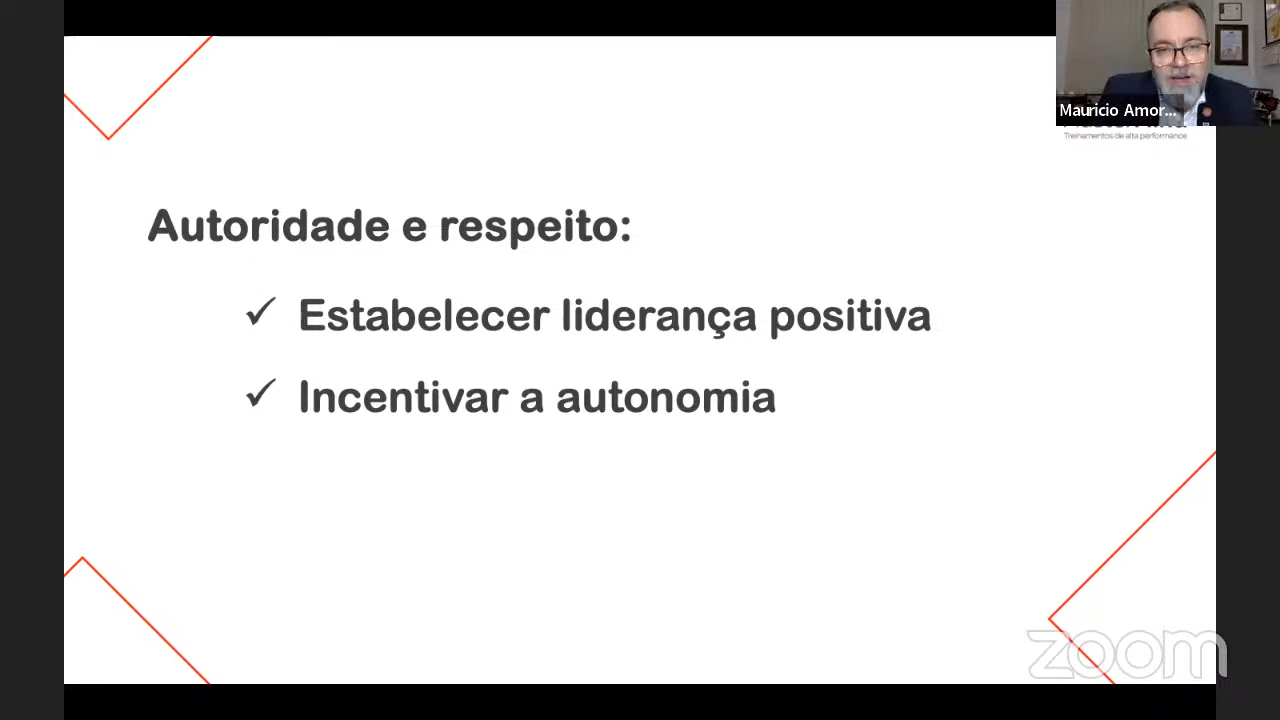 Mauricio Amor...
Treinamentos de alta performance
Autoridade e respeito:
✓ Estabelecer liderança positiva
✓ Incentivar a autonomia
zoom